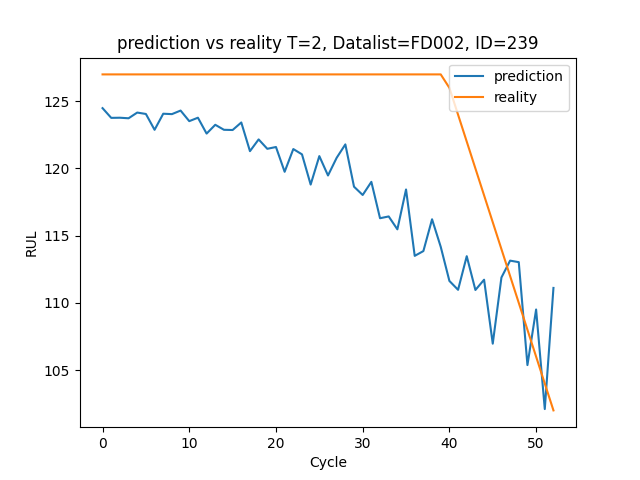 prediction vs reality T=2, Datalist=FD002, ID=239
prediction
reality
125
120
115
110
105
RUL
0 10 20 30 40 50
Cycle